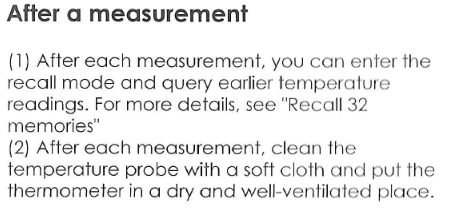 After a measurement
(1) After each measurement, you can enter the
recall mode and query earlier temperature
readings. For more details, see "Recall 32
memories"
(2) After each measurement, clean the
temperature probe with a soft cloth and put the
thermometer in a dry and well-ventilated place.